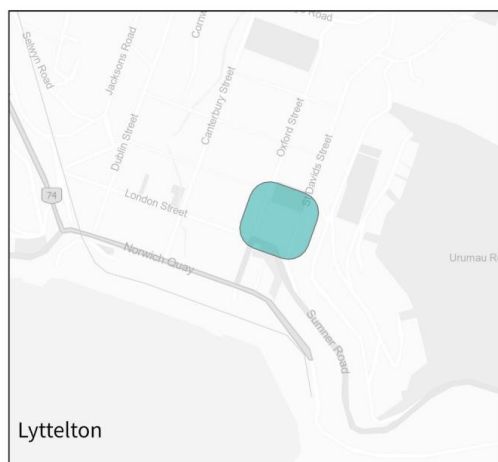 Selwyn Road
Jacksons Road
Dublin Street
Canterbury Street
Oxford Street
St Davids Street
74
London Street
Norwich Quay
Sumner Road
Urumau R
Lyttelton